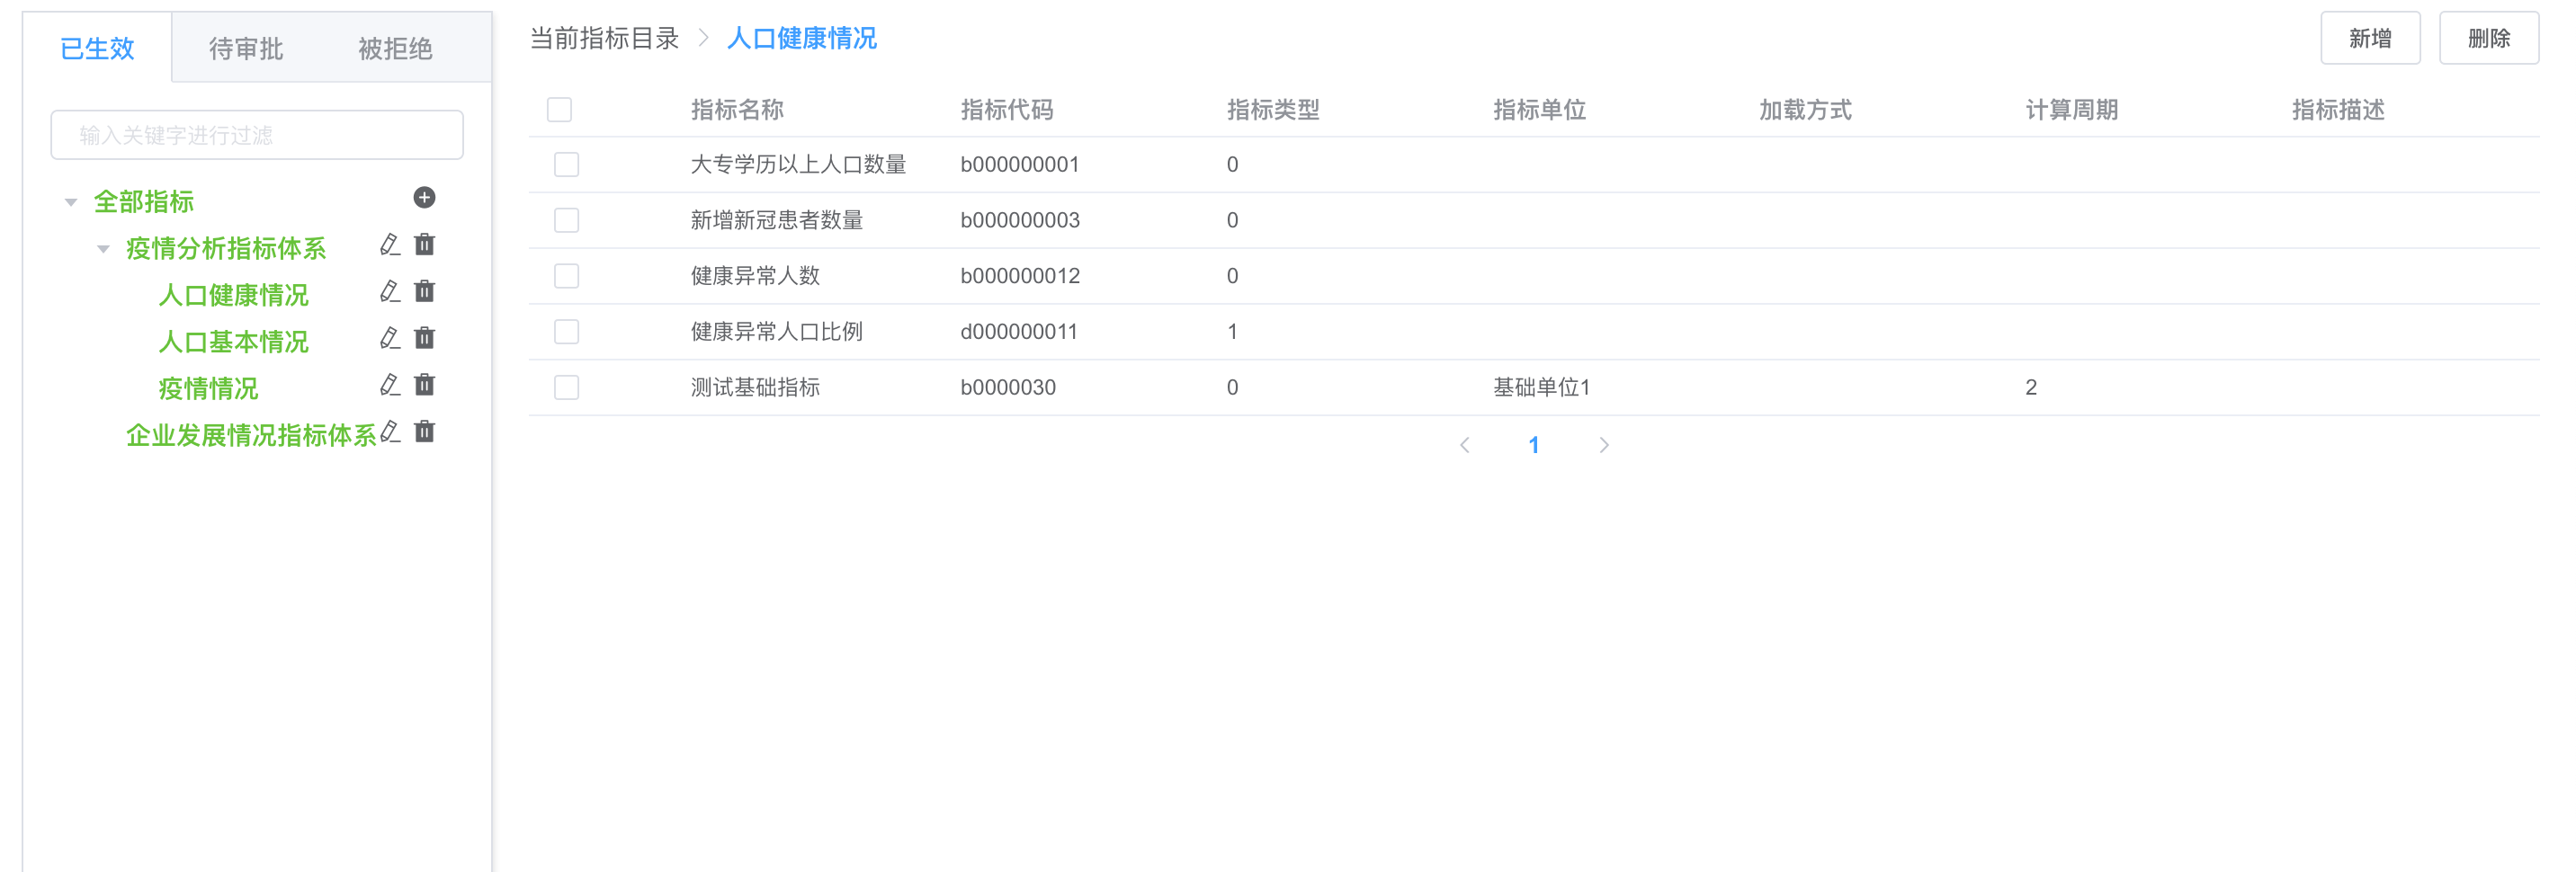 已生效 待审批 被拒绝
输入关键字进行过滤
全部指标
疫情分析指标体系
人口健康情况
人口基本情况
疫情情况
企业发展情况指标体系
当前指标目录 人口健康情况 新增 删除
指标名称 指标代码 指标类型 指标单位 加载方式 计算周期 指标描述
大专学历以上人口数量 b000000001 0
新增新冠患者数量 b000000003 0
健康异常人数 b000000012 0
健康异常人口比例 d000000011 1
测试基础指标 b0000030 0 基础单位1 2
1